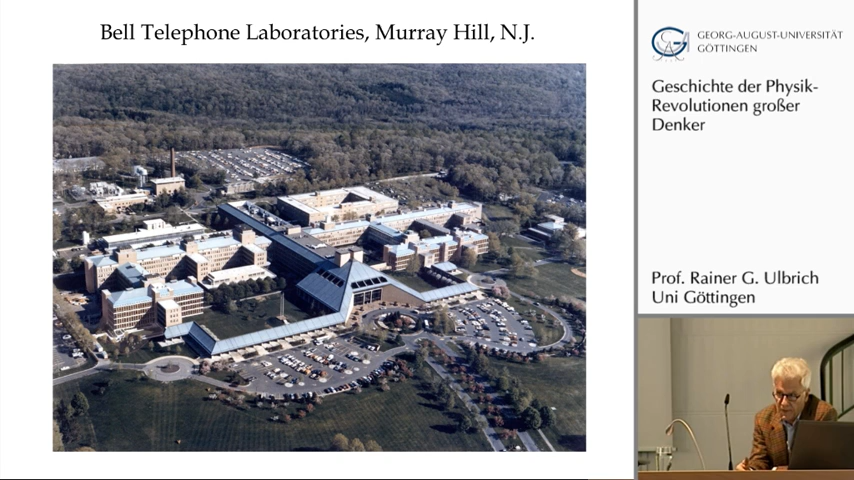 Bell Telephone Laboratories, Murray Hill, N.J.
GEORG-AUGUST-UNIVERSITÄT
GÖTTINGEN
Geschichte der Physik-
Revolutionen großer
Denker
Prof. Rainer G. Ulbrich
Uni Göttingen